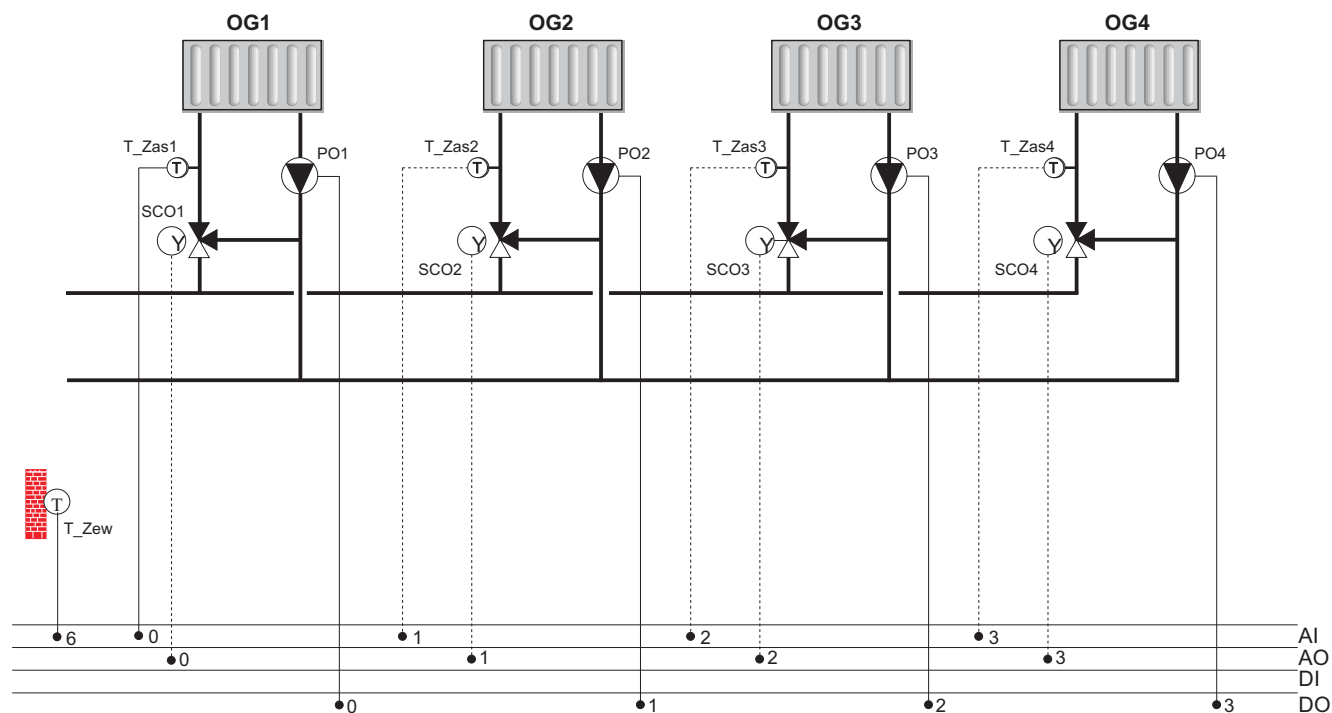 OG1 OG2 OG3 OG4
T_Zas1 T PO1 T_Zas2 T PO2 T_Zas3 T PO3 T_Zas4 T PO4
SCO1 Y Y Y Y
SCO2 SCO3 SCO4
T
T_Zew
6 0 1 2 3 AI
0 1 2 3 AO
DI
0 1 2 3 DO